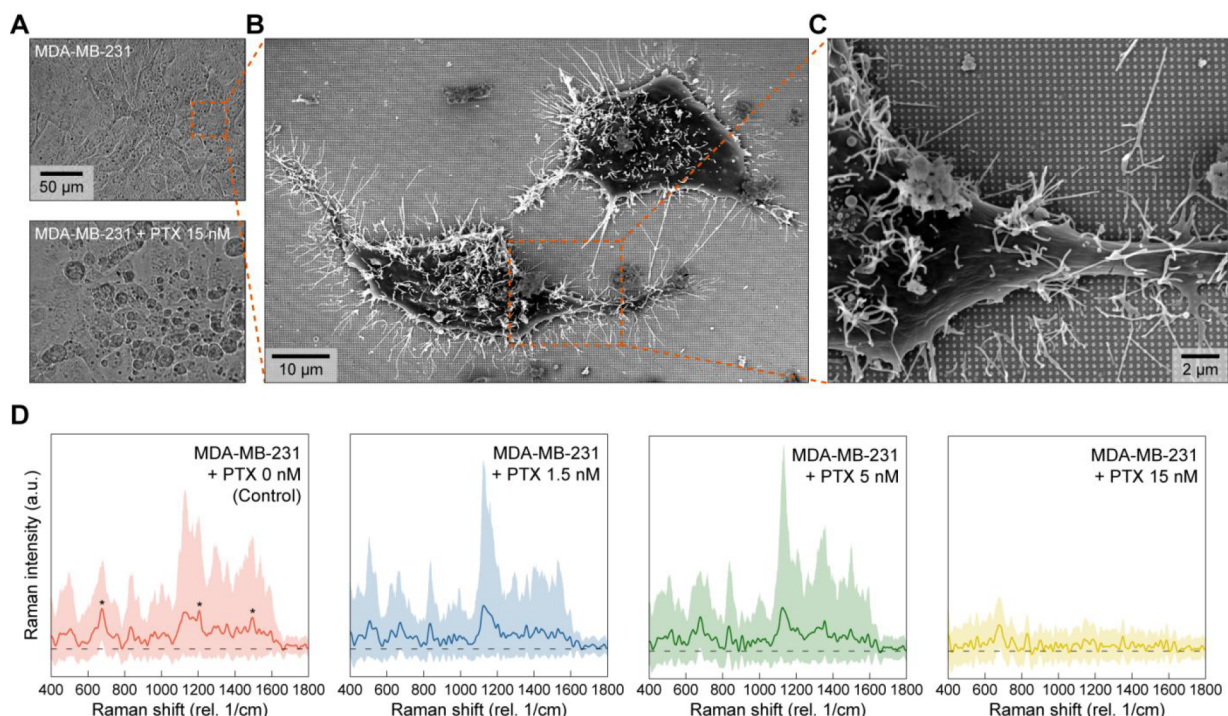 A
B
C
MDA-MB-231
50 µm
MDA-MB-231 + PTX 15 nM
10 µm
2 µm
D
Raman intensity (a.u.)
MDA-MB-231
+ PTX 0 nM
(Control)
* * *
400 600 800 1000 1200 1400 1600 1800
Raman shift (rel. 1/cm)
MDA-MB-231
+ PTX 1.5 nM
400 600 800 1000 1200 1400 1600 1800
Raman shift (rel. 1/cm)
MDA-MB-231
+ PTX 5 nM
400 600 800 1000 1200 1400 1600 1800
Raman shift (rel. 1/cm)
MDA-MB-231
+ PTX 15 nM
400 600 800 1000 1200 1400 1600 1800
Raman shift (rel. 1/cm)